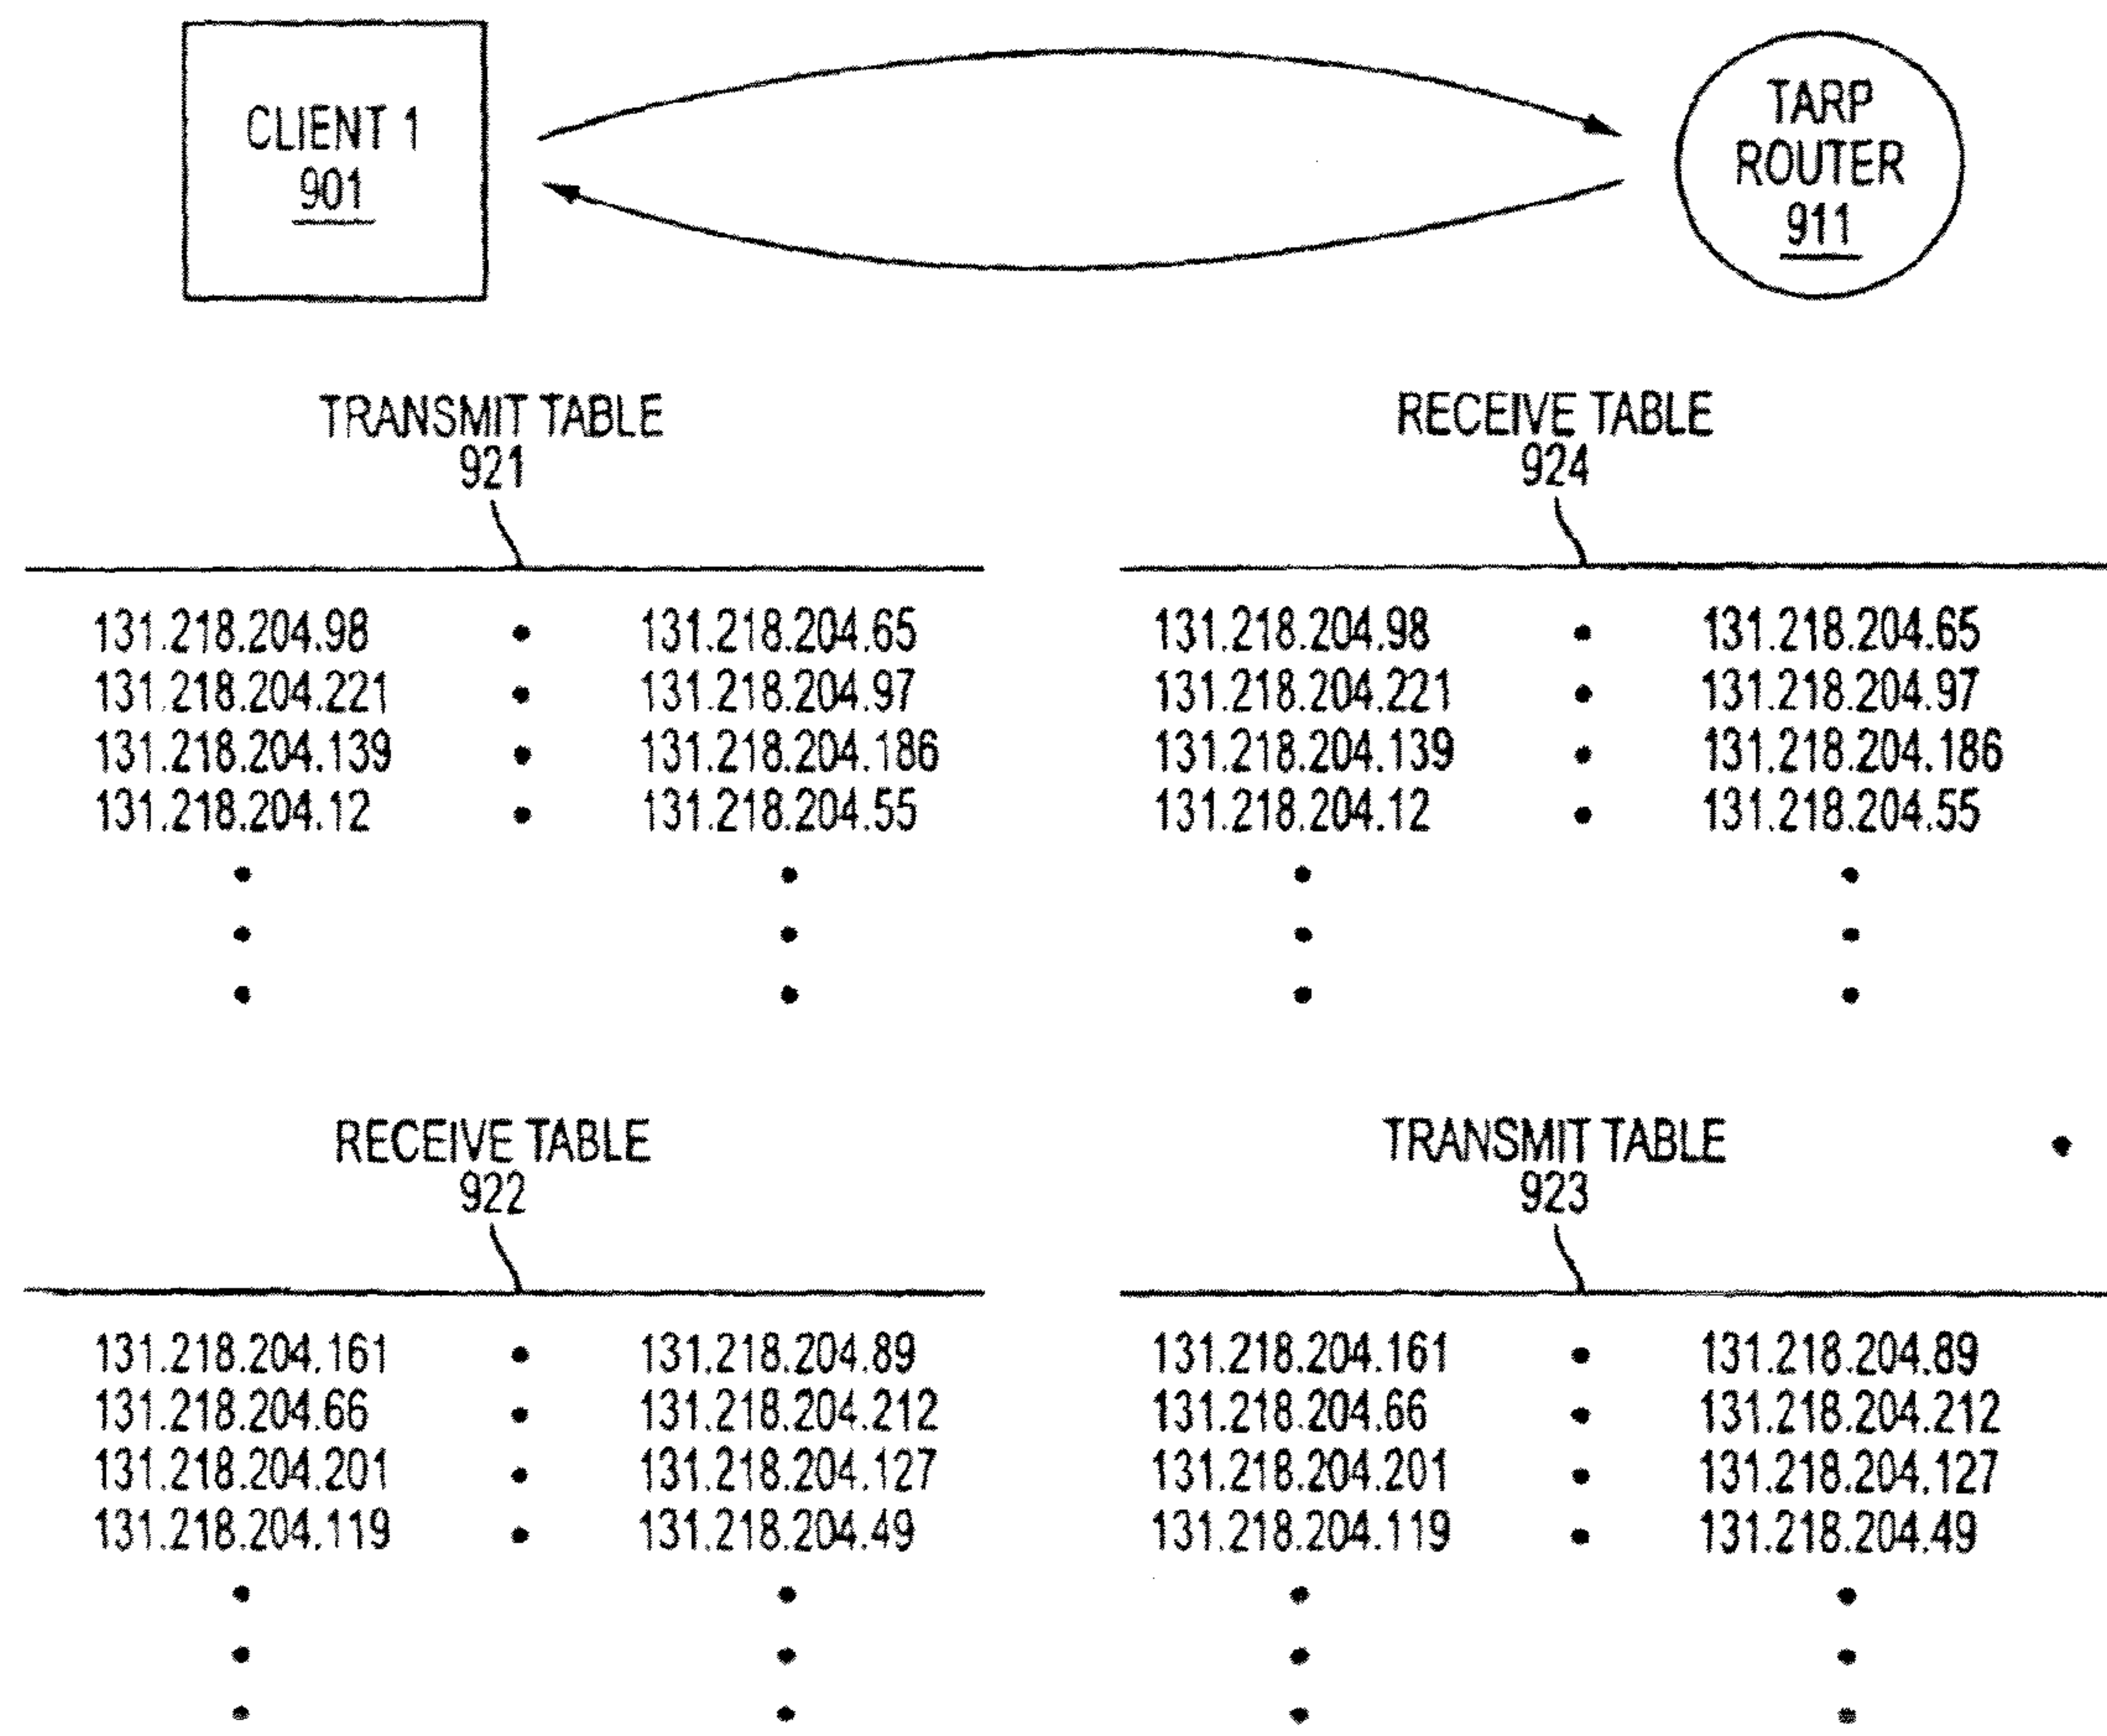 CLIENT 1
901
TARP
ROUTER
911
TRANSMIT TABLE
921
RECEIVE TABLE
924
131.218.204.98 • 131.218.204.65 131.218.204.98 • 131.218.204.65
131.218.204.221 • 131.218.204.97 131.218.204.221 • 131.218.204.97
131.218.204.139 • 131.218.204.186 131.218.204.139 • 131.218.204.186
131.218.204.12 • 131.218.204.55 131.218.204.12 • 131.218.204.55
RECEIVE TABLE
922
TRANSMIT TABLE
923
131.218.204.161 • 131.218.204.89 131.218.204.161 • 131.218.204.89
131.218.204.66 • 131.218.204.212 131.218.204.66 • 131.218.204.212
131.218.204.201 • 131.218.204.127 131.218.204.201 • 131.218.204.127
131.218.204.119 • 131.218.204.49 131.218.204.119 • 131.218.204.49